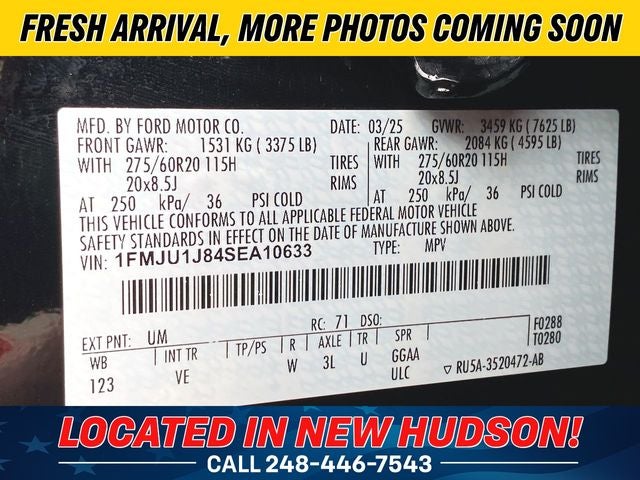 FRESH ARRIVAL, MORE PHOTOS COMING SOON
MFD. BY FORD MOTOR CO. DATE: 03/25 GVWR: 3459 KG ( 7625 LB)
FRONT GAWR: 1531 KG ( 3375 LB) REAR GAWR: 2084 KG ( 4595 LB)
WITH 275/60R20 115H TIRES WITH 275/60R20 115H TIRES
20x8.5J RIMS 20x8.5J RIMS
AT 250 kPa/ 36 PSI COLD AT 250 kPa/ 36 PSI COLD
THIS VEHICLE CONFORMS TO ALL APPLICABLE FEDERAL MOTOR VEHICLE
SAFETY STANDARDS IN EFFECT ON THE DATE OF MANUFACTURE SHOWN ABOVE.
VIN: 1FMJU1J84SEA10633 TYPE: MPV
EXT PNT: UM RC: 71 DSO: F0288
WB INT TR TP/PS R AXLE TR SPR T0280
123 VE W 3L U GGAA
ULC ▽ RU5A-3520472-AB
LOCATED IN NEW HUDSON!
CALL 248-446-7543